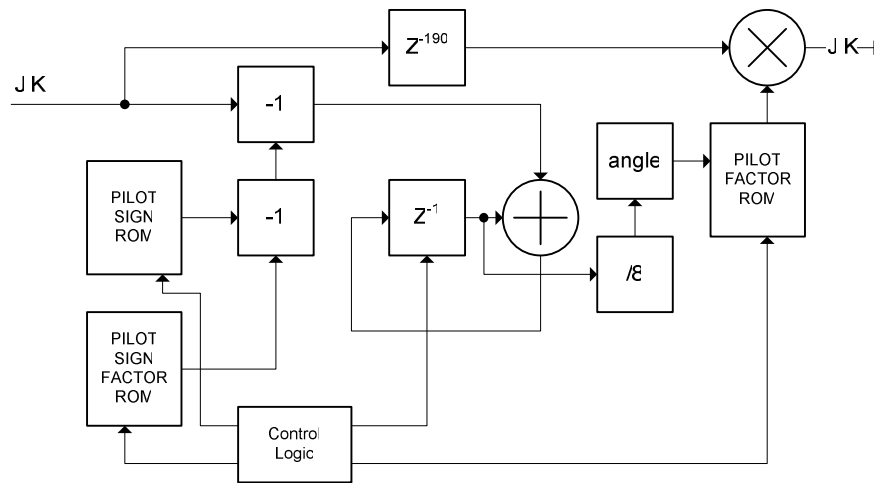 Z-190
JK
JK
-1
angle
PILOT
FACTOR
ROM
PILOT
SIGN
ROM
-1
Z-1
/8
PILOT
SIGN
FACTOR
ROM
Control
Logic